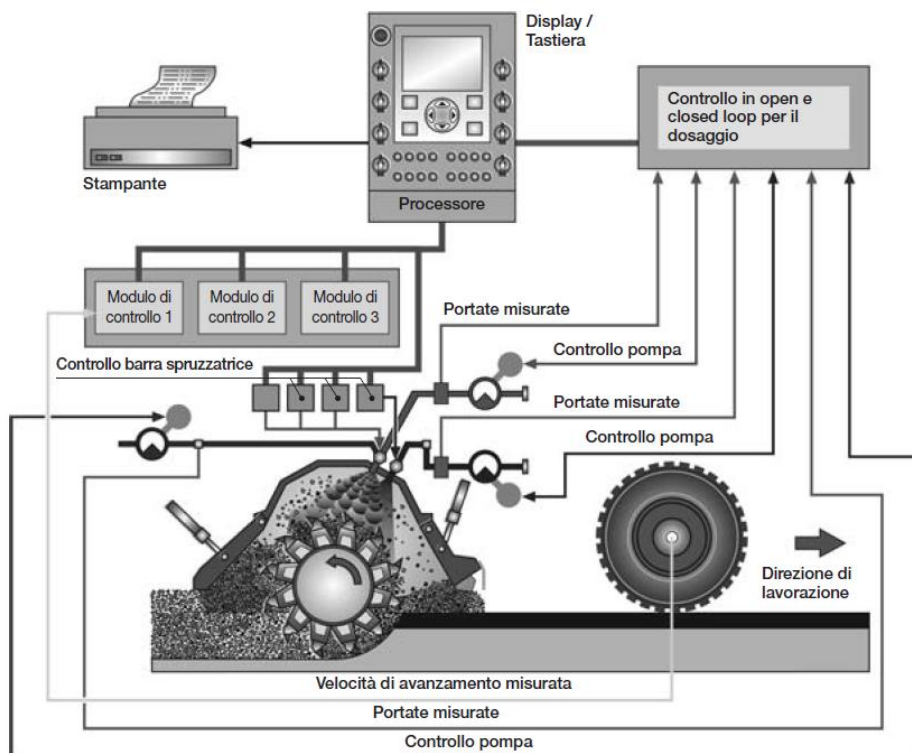 Display /
Tastiera
Controllo in open e
closed loop per il
dosaggio
Stampante
Processore
Modulo di
controllo 1
Modulo di
controllo 2
Modulo di
controllo 3
Portate misurate
Controllo pompa
Controllo barra spruzzatrice
Portate misurate
Controllo pompa
Direzione di
lavorazione
Velocità di avanzamento misurata
Portate misurate
Controllo pompa